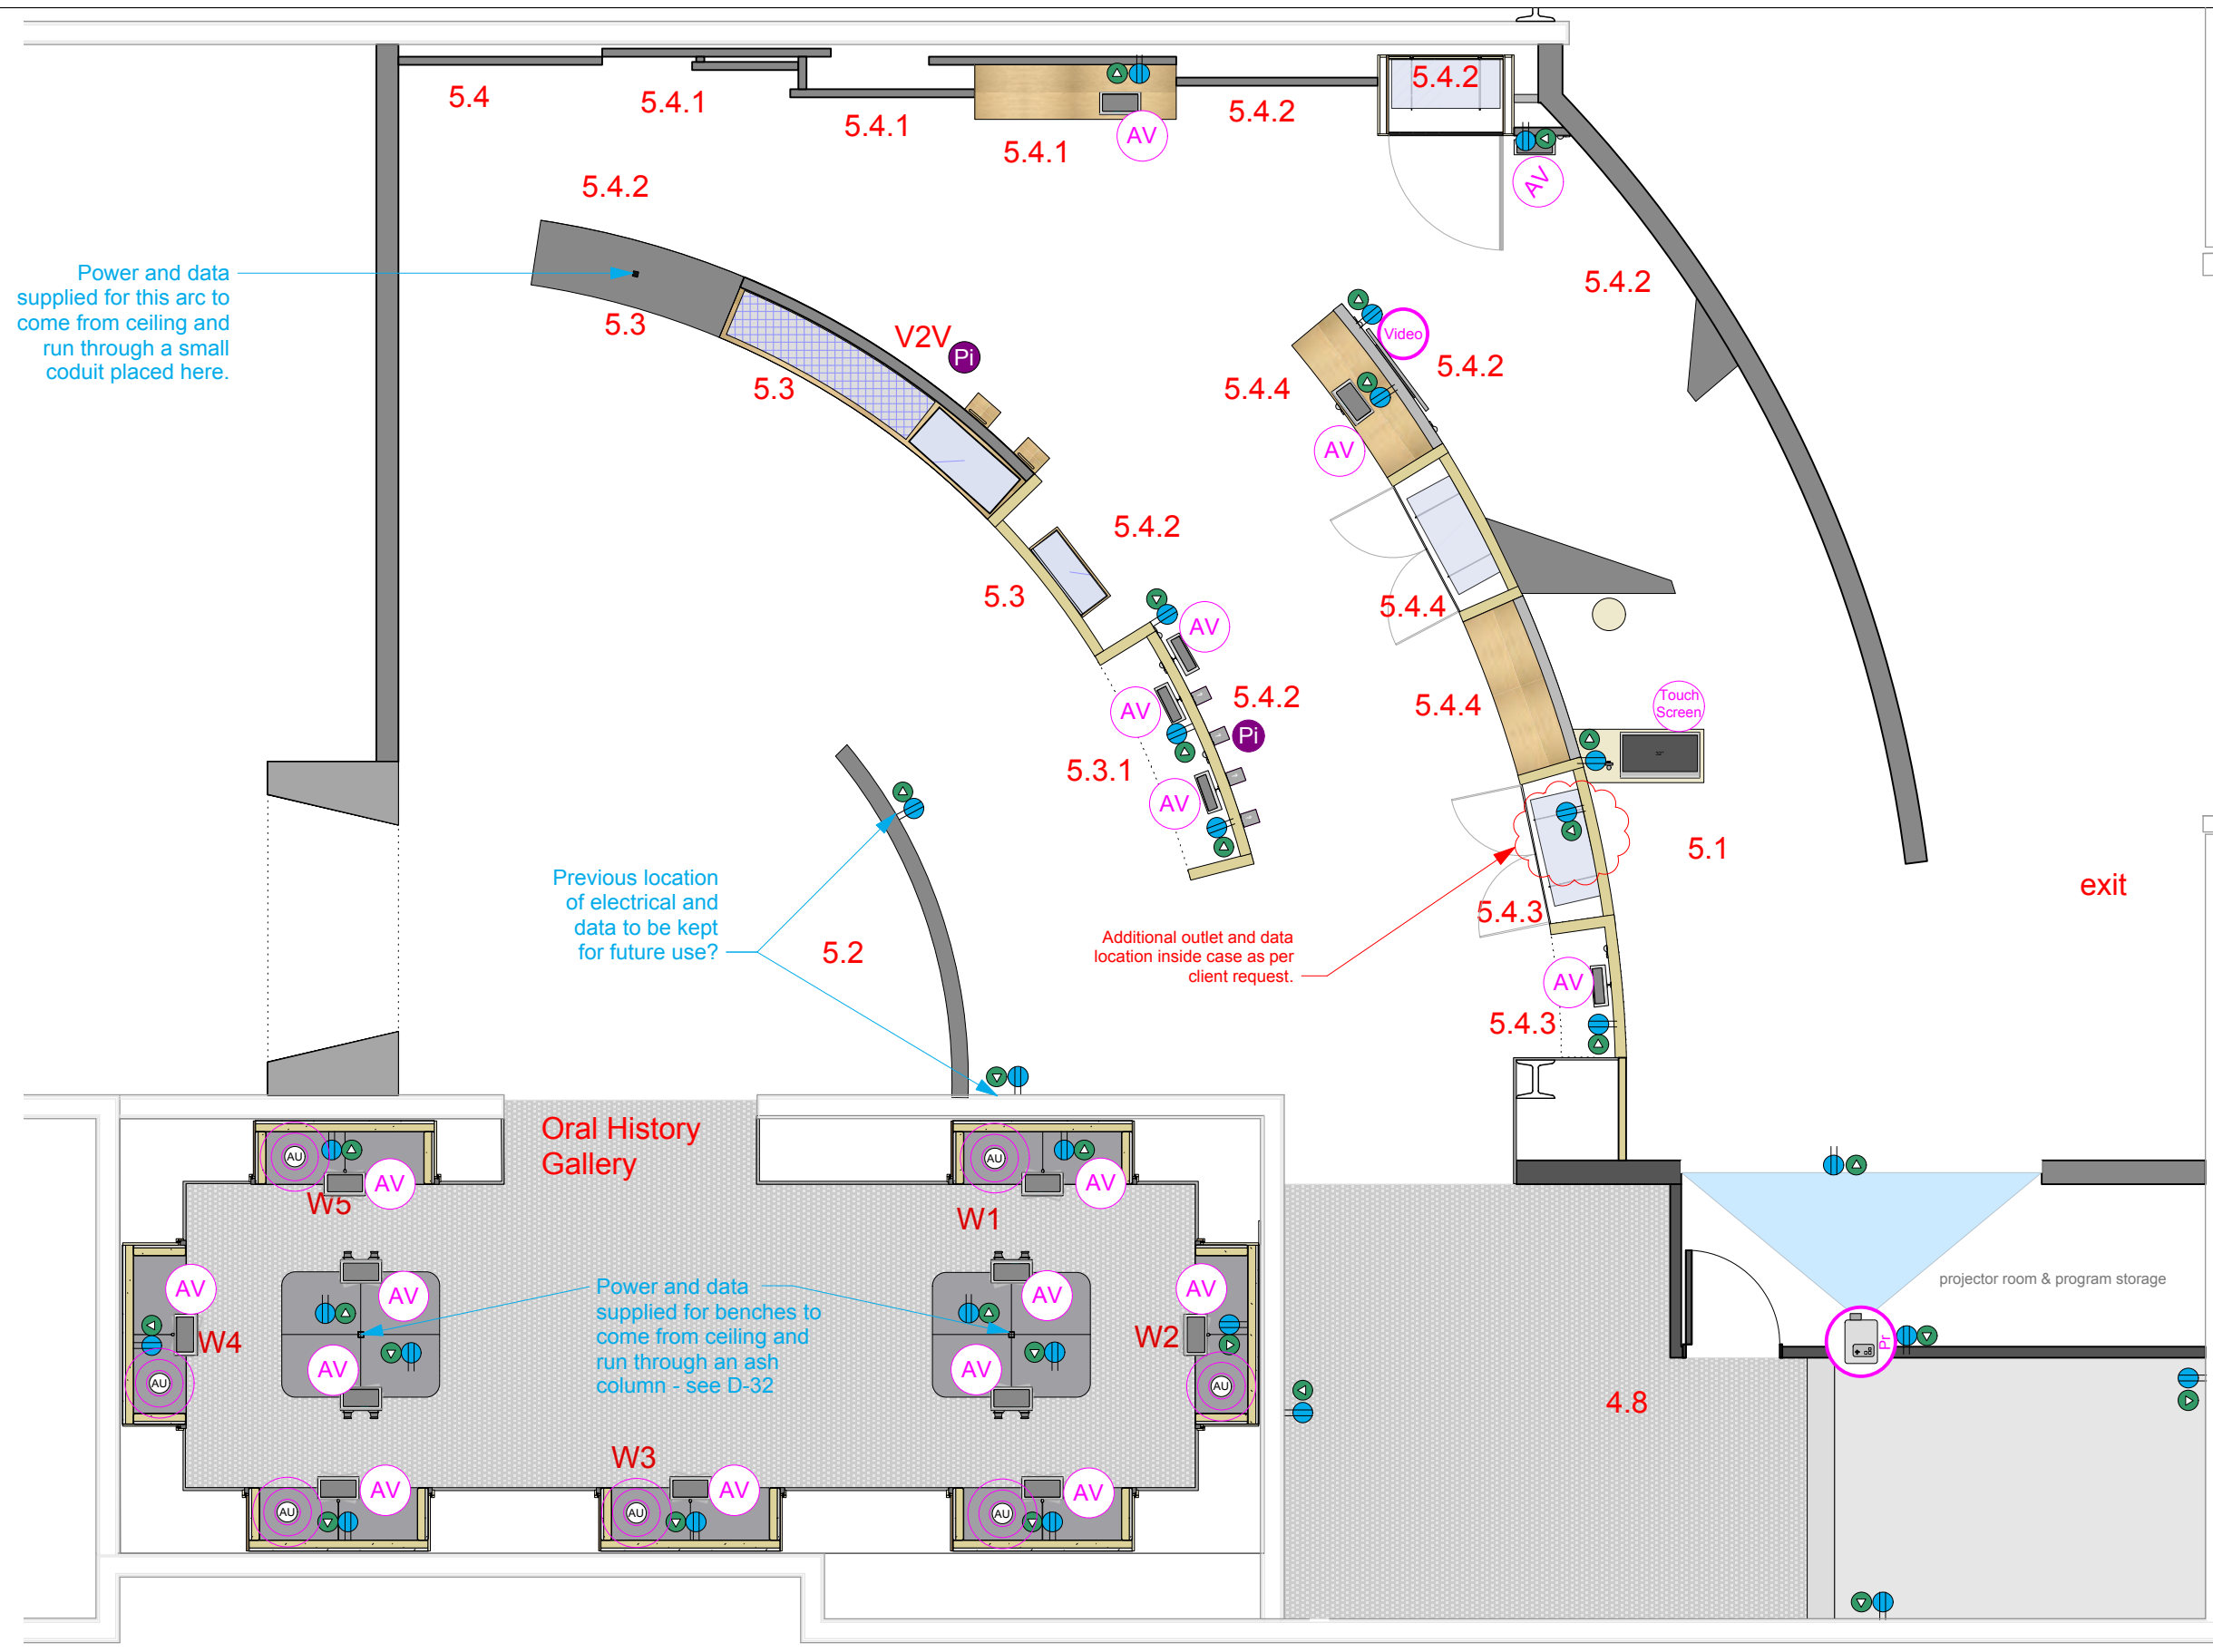 5.4
5.4.1
5.4.1
5.4.1
AV
5.4.2
5.4.2
AV
5.4.2
5.4.2
Power and data
supplied for this arc to
come from ceiling and
run through a small
coduit placed here.
5.3
V2V
Pi
5.3
Video
5.4.2
5.4.4
AV
5.4.2
5.3
5.4.4
AV
AV
5.4.2
Pi
5.3.1
AV
5.4.4
Touch
Screen
5.1
exit
Previous location
of electrical and
data to be kept
for future use?
5.2
Additional outlet and data
location inside case as per
client request.
5.4.3
AV
5.4.3
Oral History
Gallery
AU
AV
W5
AU
AV
W1
AV
W4
AU
AV
AV
Power and data
supplied for benches to
come from ceiling and
run through an ash
column - see D-32
AV
AV
AV
W2
AU
projector room & program storage
Pr
4.8
W3
AU
AV
AU
AV
AU
AV